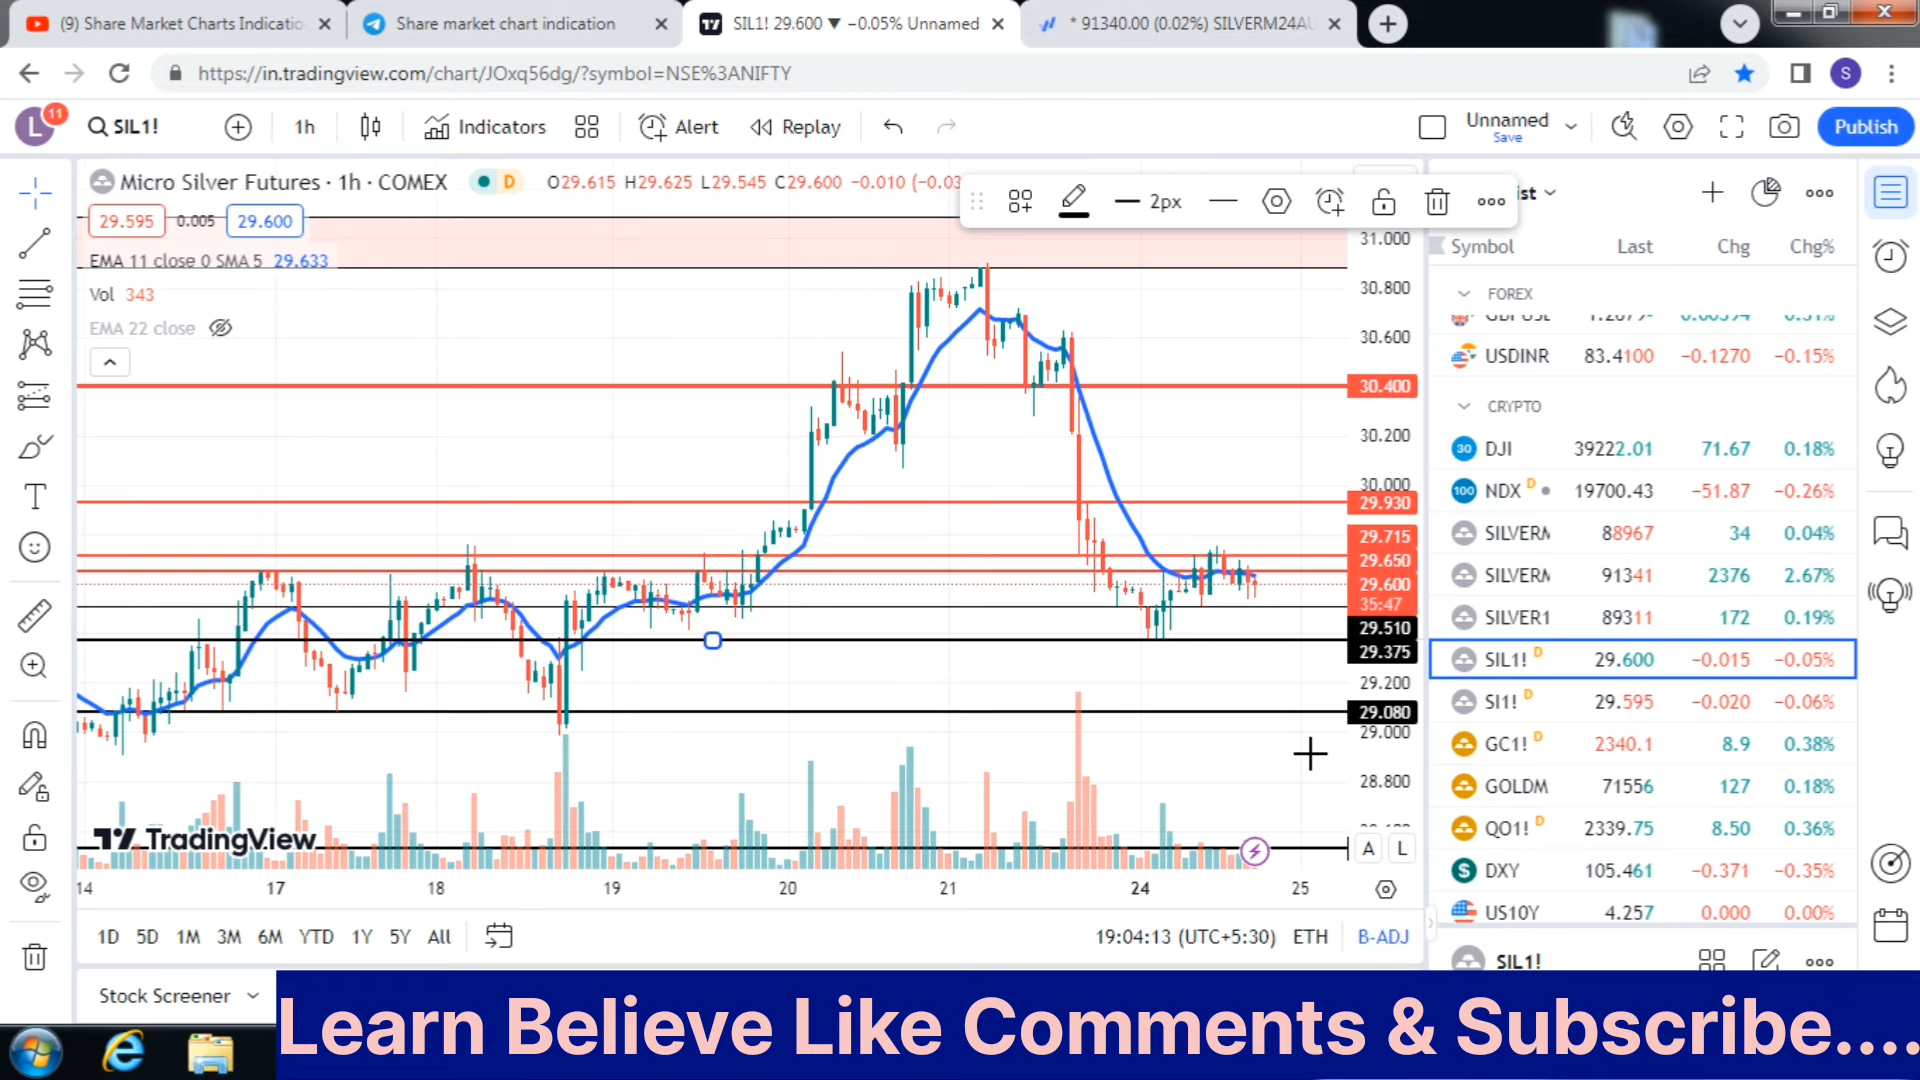 (9) Share Market Charts Indicatio
Share market chart indication
SIL1! 29.600 ▼ −0.05% Unnamed
* 91340.00 (0.02%) SILVERM24AU
https://in.tradingview.com/chart/JOxq56dg/?symbol=NSE%3ANIFTY
S
L
11
SIL1!
1h
Indicators
Alert
Replay
Unnamed
Save
Publish
Micro Silver Futures · 1h · COMEX
D
O29.615 H29.625 L29.545 C29.600 −0.010
2px
29.595
0.005
29.600
EMA 11 close 0 SMA 5 29.633
Vol 343
EMA 22 close
31.000
30.800
30.600
30.400
30.200
30.000
29.930
29.715
29.650
29.600
35:47
29.510
29.375
29.200
29.080
29.000
28.800
TradingView
A
L
14
17
18
19
20
21
24
25
1D 5D 1M 3M 6M YTD 1Y 5Y All
19:04:13 (UTC+5:30)
ETH
B-ADJ
Stock Screener
Symbol Last Chg Chg%
FOREX
USDINR 83.4100 −0.1270 −0.15%
CRYPTO
30 DJI 39222.01 71.67 0.18%
100 NDX D 19700.43 −51.87 −0.26%
SILVERM 88967 34 0.04%
SILVERM 91341 2376 2.67%
SILVER1 89311 172 0.19%
SIL1! D 29.600 −0.015 −0.05%
SI1! D 29.595 −0.020 −0.06%
GC1! D 2340.1 8.9 0.38%
GOLDM 71556 127 0.18%
QO1! D 2339.75 8.50 0.36%
DXY 105.461 −0.371 −0.35%
US10Y 4.257 0.000 0.00%
SIL1!
Learn Believe Like Comments & Subscribe....